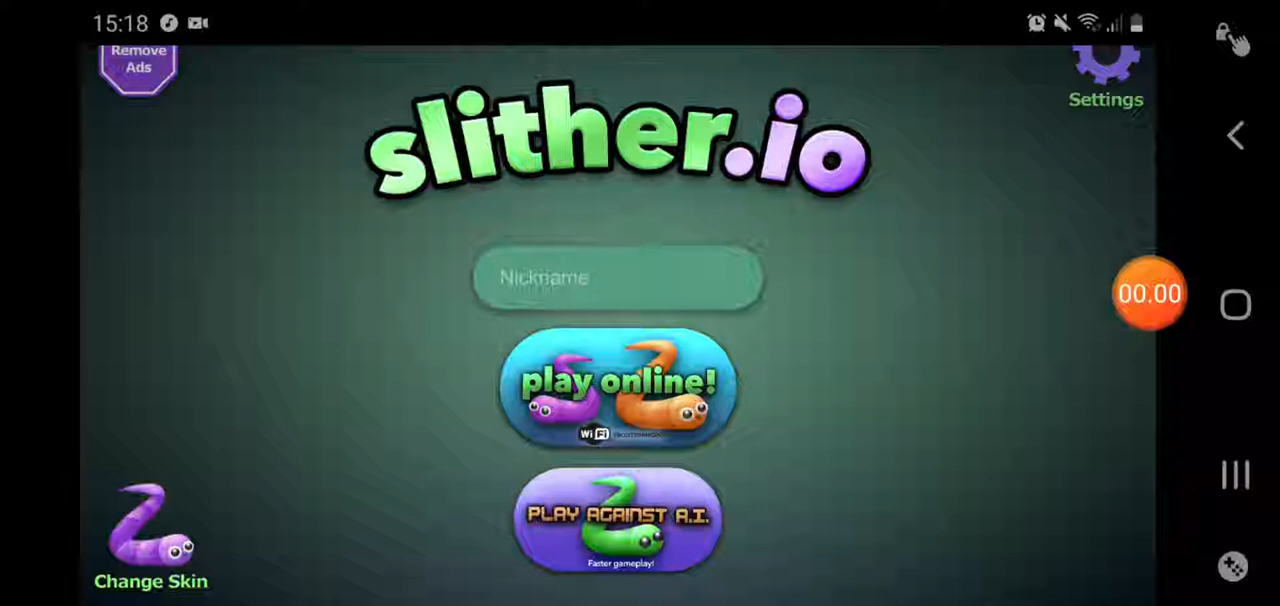 15:18
Remove
Ads
Settings
slither.io
Nickname
00.00
play online!
WiFi
PLAY AGAINST A.I.
Faster gameplay!
Change Skin